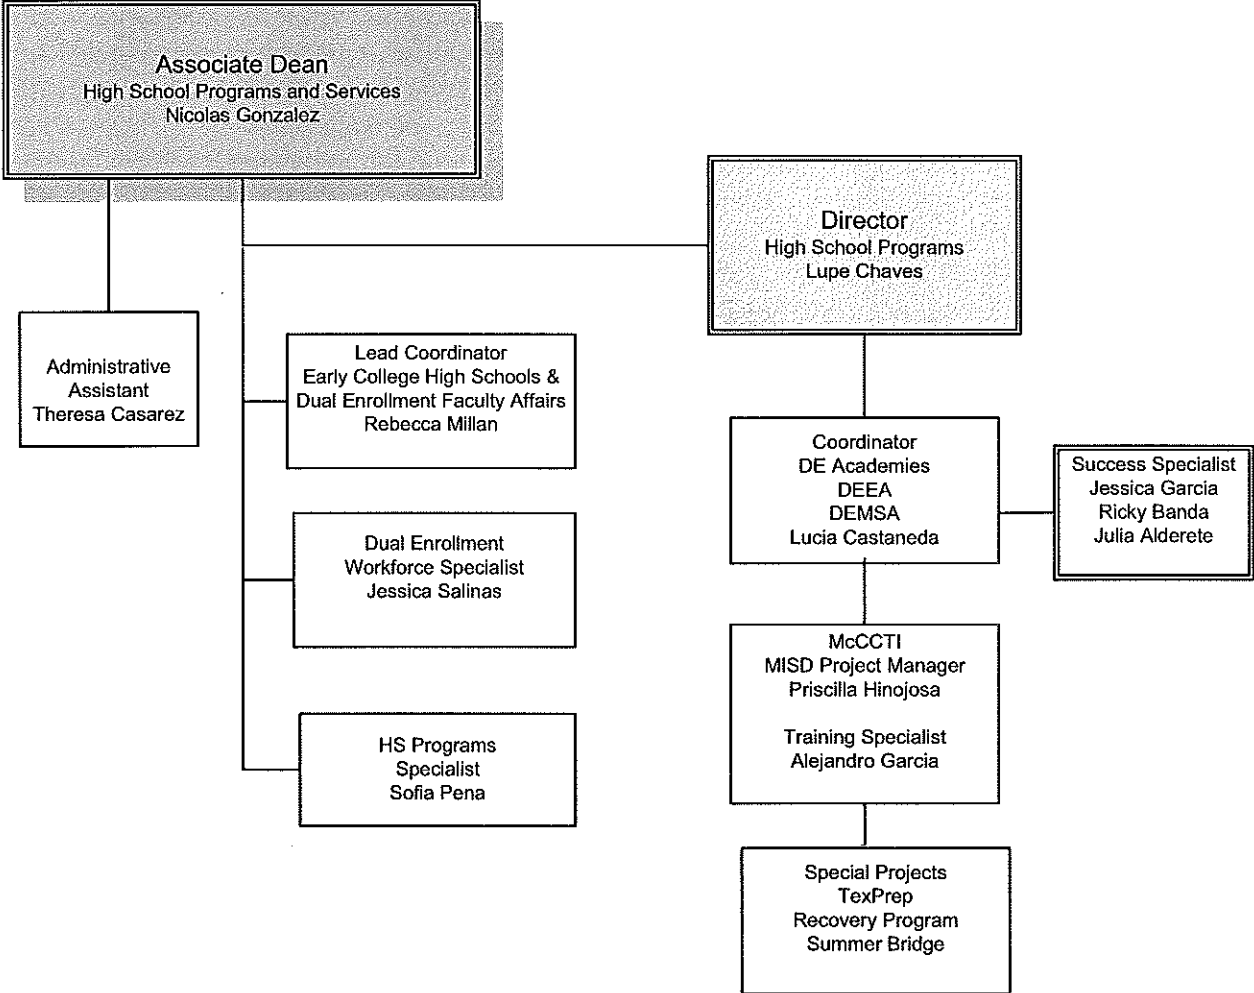 Associate Dean
High School Programs and Services
Nicolas Gonzalez
Director
High School Programs
Lupe Chaves
Administrative
Assistant
Theresa Casarez
Lead Coordinator
Early College High Schools &
Dual Enrollment Faculty Affairs
Rebecca Millan
Coordinator
DE Academies
DEEA
DEMSA
Lucia Castaneda
Success Specialist
Jessica Garcia
Ricky Banda
Julia Alderete
Dual Enrollment
Workforce Specialist
Jessica Salinas
McCCTI
MISD Project Manager
Priscilla Hinojosa
Training Specialist
Alejandro Garcia
HS Programs
Specialist
Sofia Pena
Special Projects
TexPrep
Recovery Program
Summer Bridge